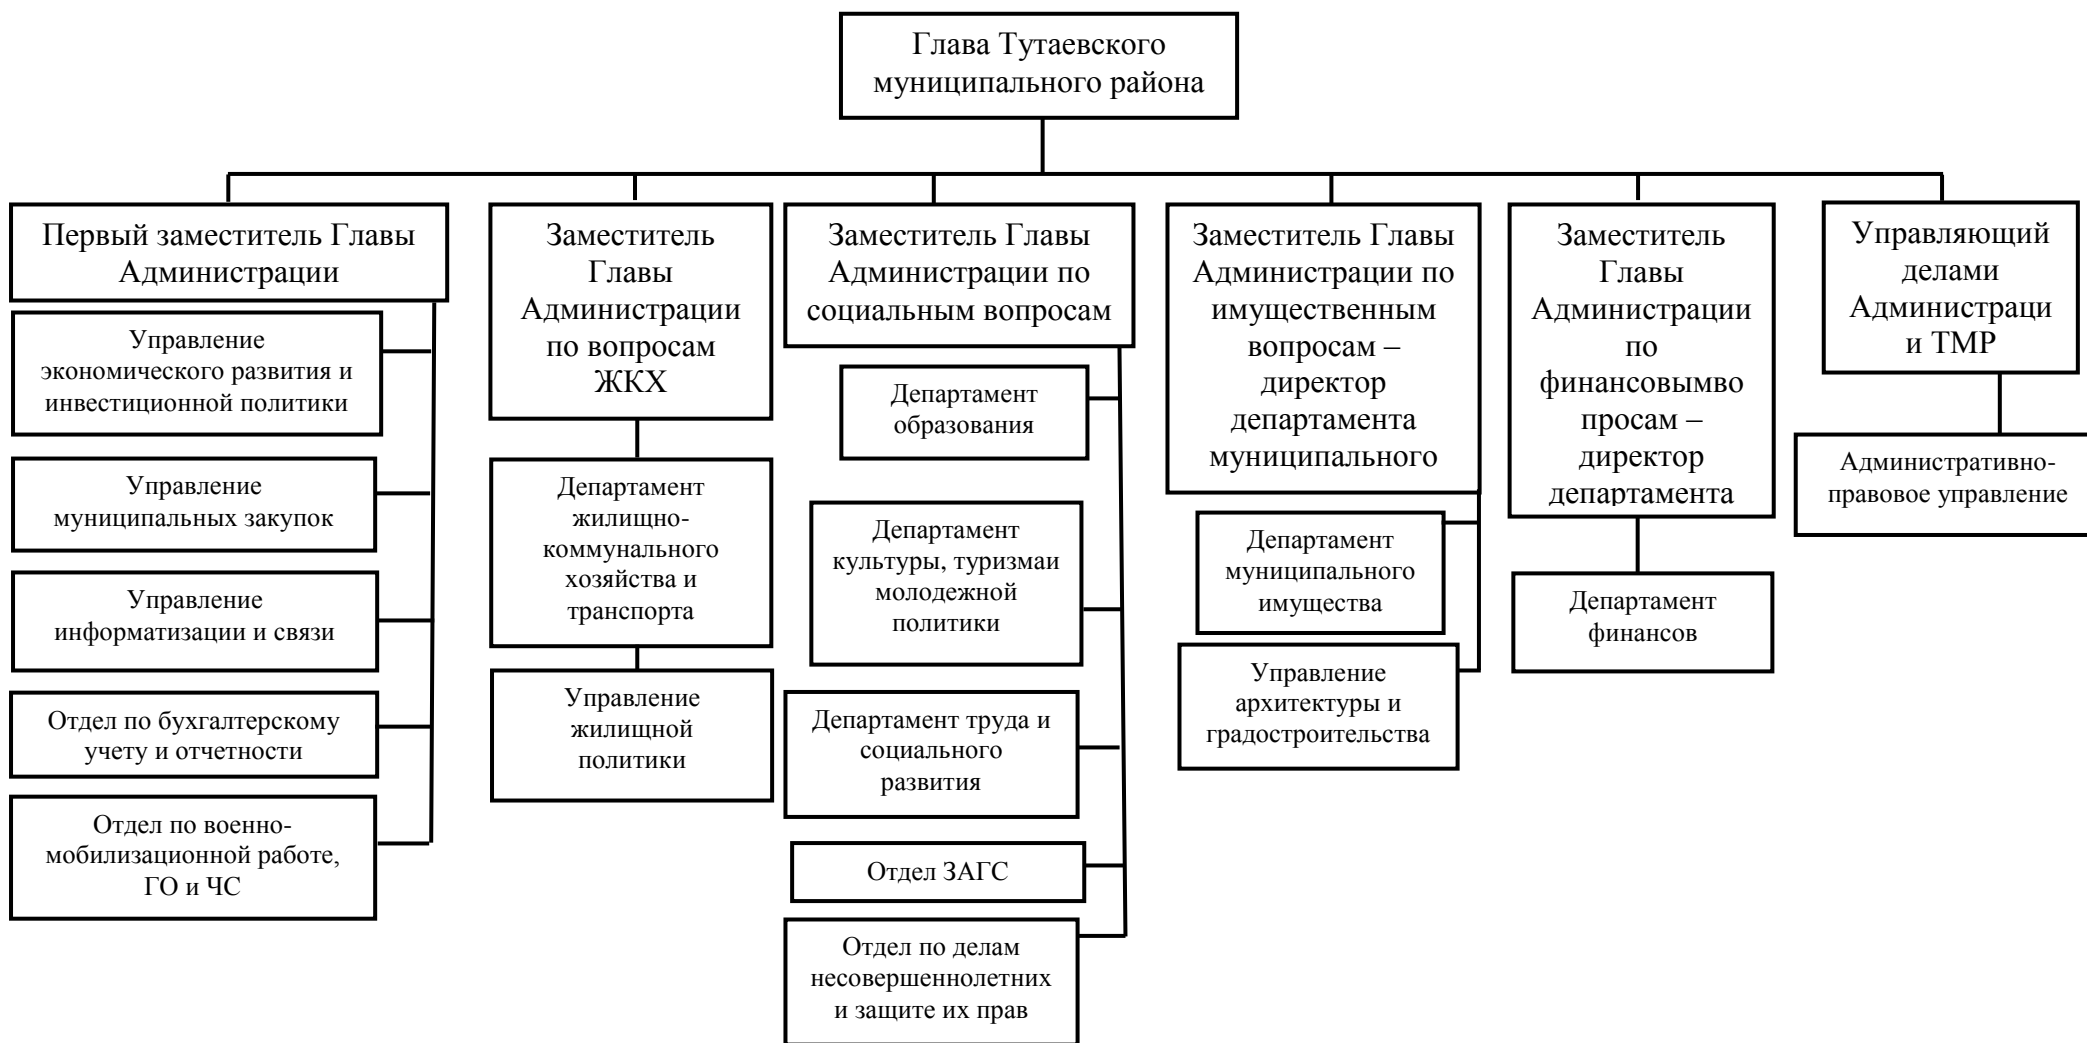 Глава Тутаевского
муниципального района
Первый заместитель Главы
Администрации
Управление
экономического развития и
инвестиционной политики
Управление
муниципальных закупок
Управление
информатизации и связи
Отдел по бухгалтерскому
учету и отчетности
Отдел по военно-
мобилизационной работе,
ГО и ЧС
Заместитель
Главы
Администрации
по вопросам
ЖКХ
Департамент
жилищно-
коммунального
хозяйства и
транспорта
Управление
жилищной
политики
Заместитель Главы
Администрации по
социальным вопросам
Департамент
образования
Департамент
культуры, туризмаи
молодежной
политики
Департамент труда и
социального
развития
Отдел ЗАГС
Отдел по делам
несовершеннолетних
и защите их прав
Заместитель Главы
Администрации по
имущественным
вопросам –
директор
департамента
муниципального
Департамент
муниципального
имущества
Управление
архитектуры и
градостроительства
Заместитель
Главы
Администрации
по
финансовымво
просам –
директор
департамента
Департамент
финансов
Управляющий
делами
Администраци
и ТМР
Административно-
правовое управление